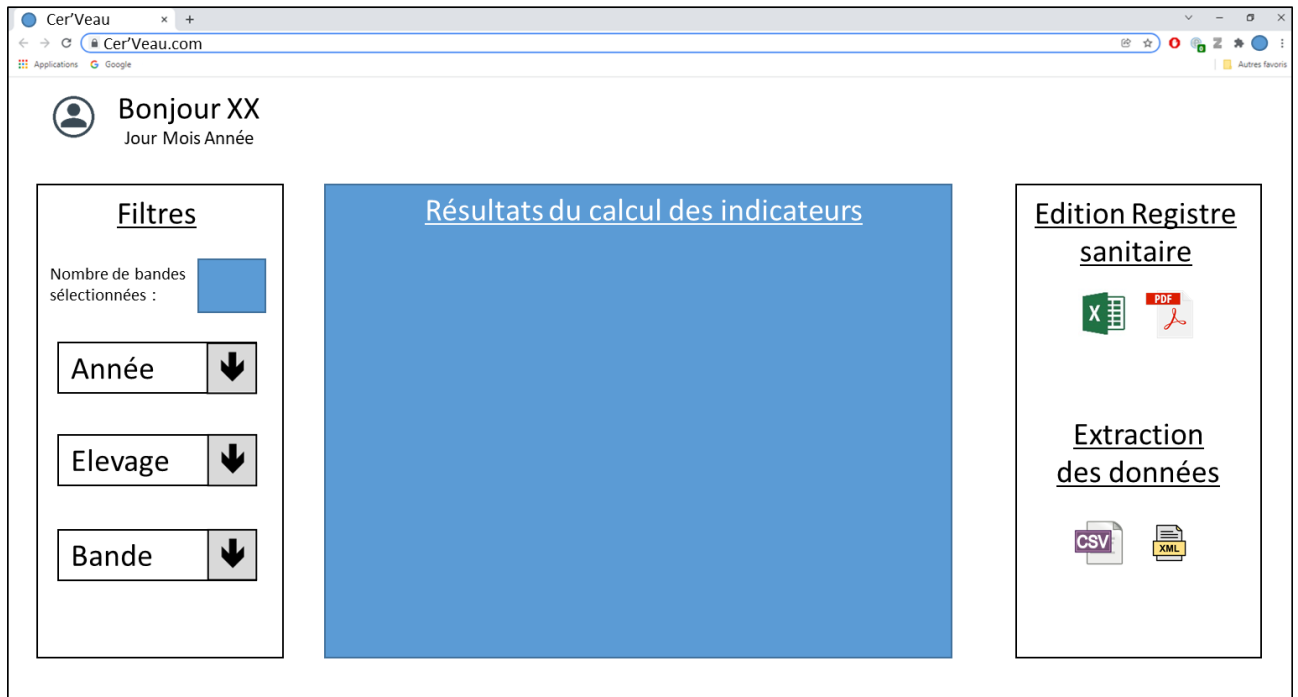 Cer'Veau
Cer'Veau.com
Applications
Google
Autres favoris
Bonjour XX
Jour Mois Année
Filtres
Nombre de bandes
sélectionnées :
Année
Elevage
Bande
Résultats du calcul des indicateurs
Edition Registre
sanitaire
X
PDF
Extraction
des données
CSV
XML